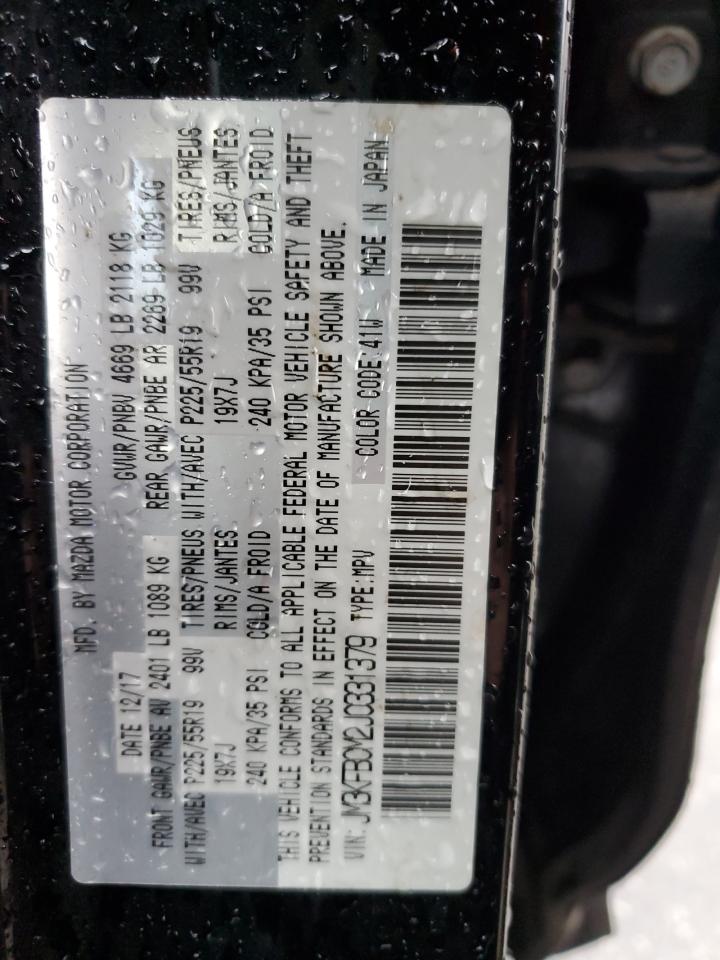 MFD. BY MAZDA MOTOR CORPORATION
DATE 12/17 GVWR/PNBV 4669 LB 2118 KG
FRONT GAWR/PNBE AV 2401 LB 1089 KG REAR GAWR/PNBE AR 2269 LB 1029 KG
WITH/AVEC P225/55R19 99V TIRES/PNEUS WITH/AVEC P225/55R19 99V TIRES/PNEUS
19X7J RIMS/JANTES 19X7J RIMS/JANTES
240 KPA/35 PSI COLD/A FROID 240 KPA/35 PSI COLD/A FROID
THIS VEHICLE CONFORMS TO ALL APPLICABLE FEDERAL MOTOR VEHICLE SAFETY AND THEFT
PREVENTION STANDARDS IN EFFECT ON THE DATE OF MANUFACTURE SHOWN ABOVE.
VIN: JM3KFBCM2J0331379 TYPE:MPV COLOR CODE:41W MADE IN JAPAN